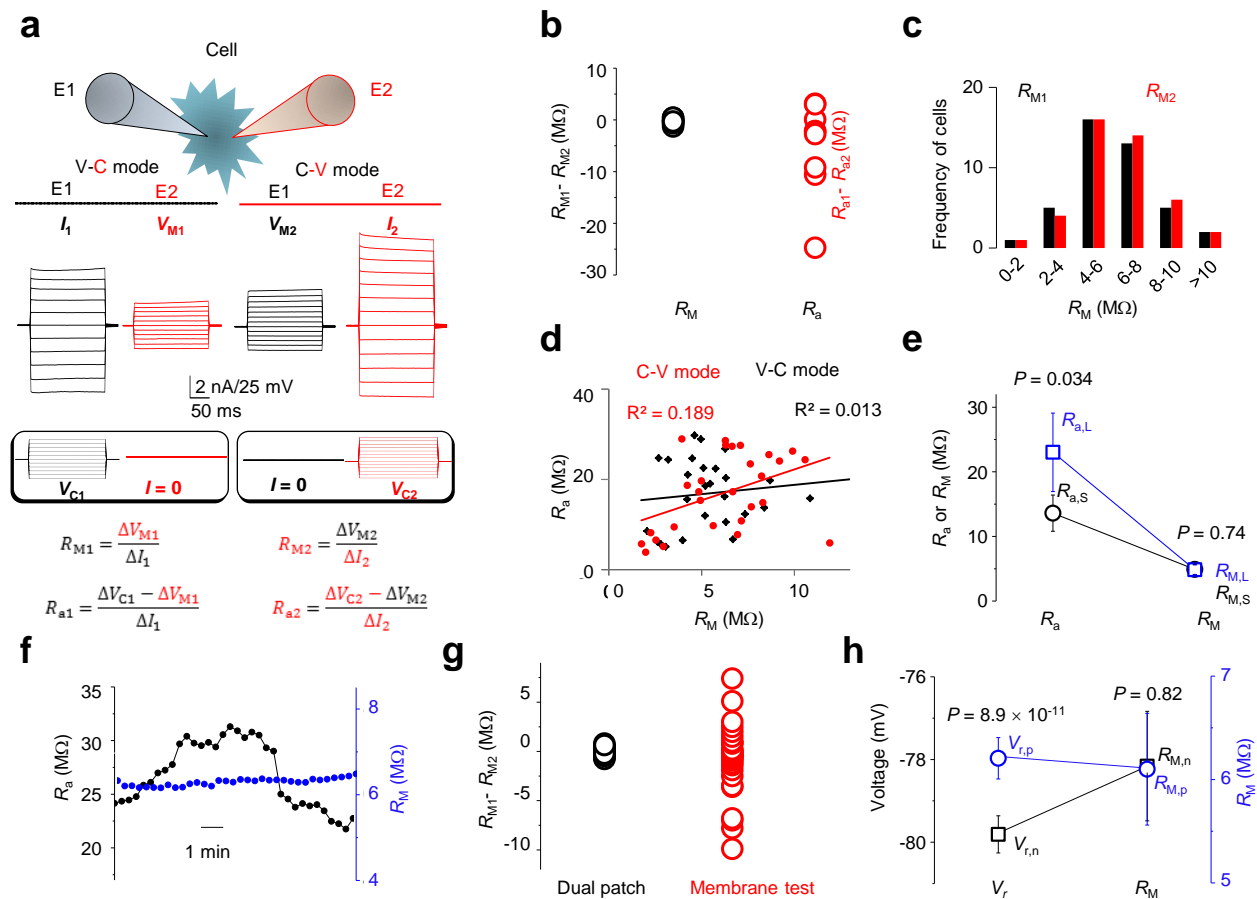 a
Cell
E1
E2
V-C mode
C-V mode
E1 E2 E1 E2
I1 VM1 VM2 I2
2 nA/25 mV
50 ms
VC1 I = 0 I = 0 VC2
RM1 = ΔVM1 / ΔI1
RM2 = ΔVM2 / ΔI2
Ra1 = ΔVC1 − ΔVM1 / ΔI1
Ra2 = ΔVC2 − ΔVM2 / ΔI2
b
RM1- RM2 (MΩ)
10
0
-10
-20
-30
Ra1- Ra2 (MΩ)
RM Ra
c
RM1 RM2
Frequency of cells
20
10
0
0-2 2-4 4-6 6-8 8-10 >10
RM (MΩ)
d
C-V mode V-C mode
R² = 0.189 R² = 0.013
Ra (MΩ)
40
20
0
0 5 10
RM (MΩ)
e
P = 0.034
Ra or RM (MΩ)
30
20
10
0
Ra,L
Ra,S
P = 0.74
RM,L
RM,S
Ra RM
f
Ra (MΩ)
35
30
25
20
1 min
8
6
4
RM (MΩ)
g
RM1- RM2 (MΩ)
5
0
-5
-10
Dual patch Membrane test
h
Voltage (mV)
-76
-78
-80
P = 8.9 × 10-11
P = 0.82
Vr,p
Vr,n
RM,n
RM,p
7
6
5
RM (MΩ)
Vr RM